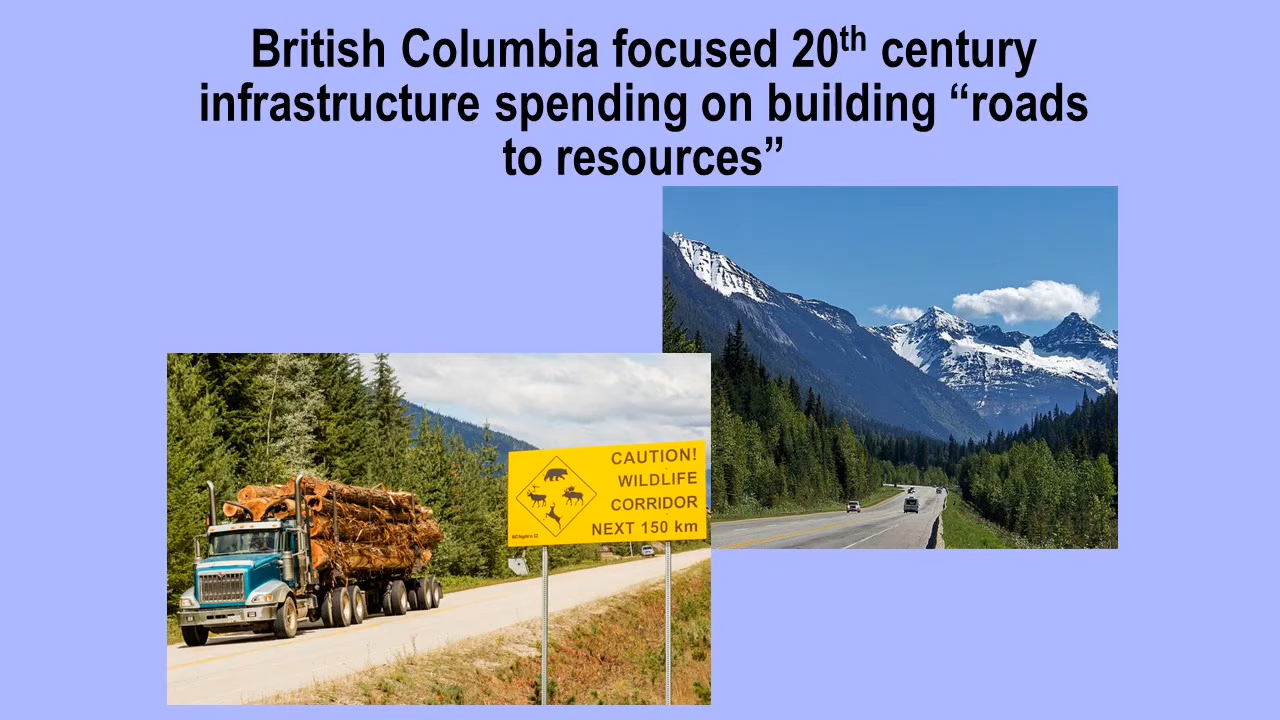 British Columbia focused 20th century
infrastructure spending on building “roads
to resources”
CAUTION!
WILDLIFE
CORRIDOR
NEXT 150 km